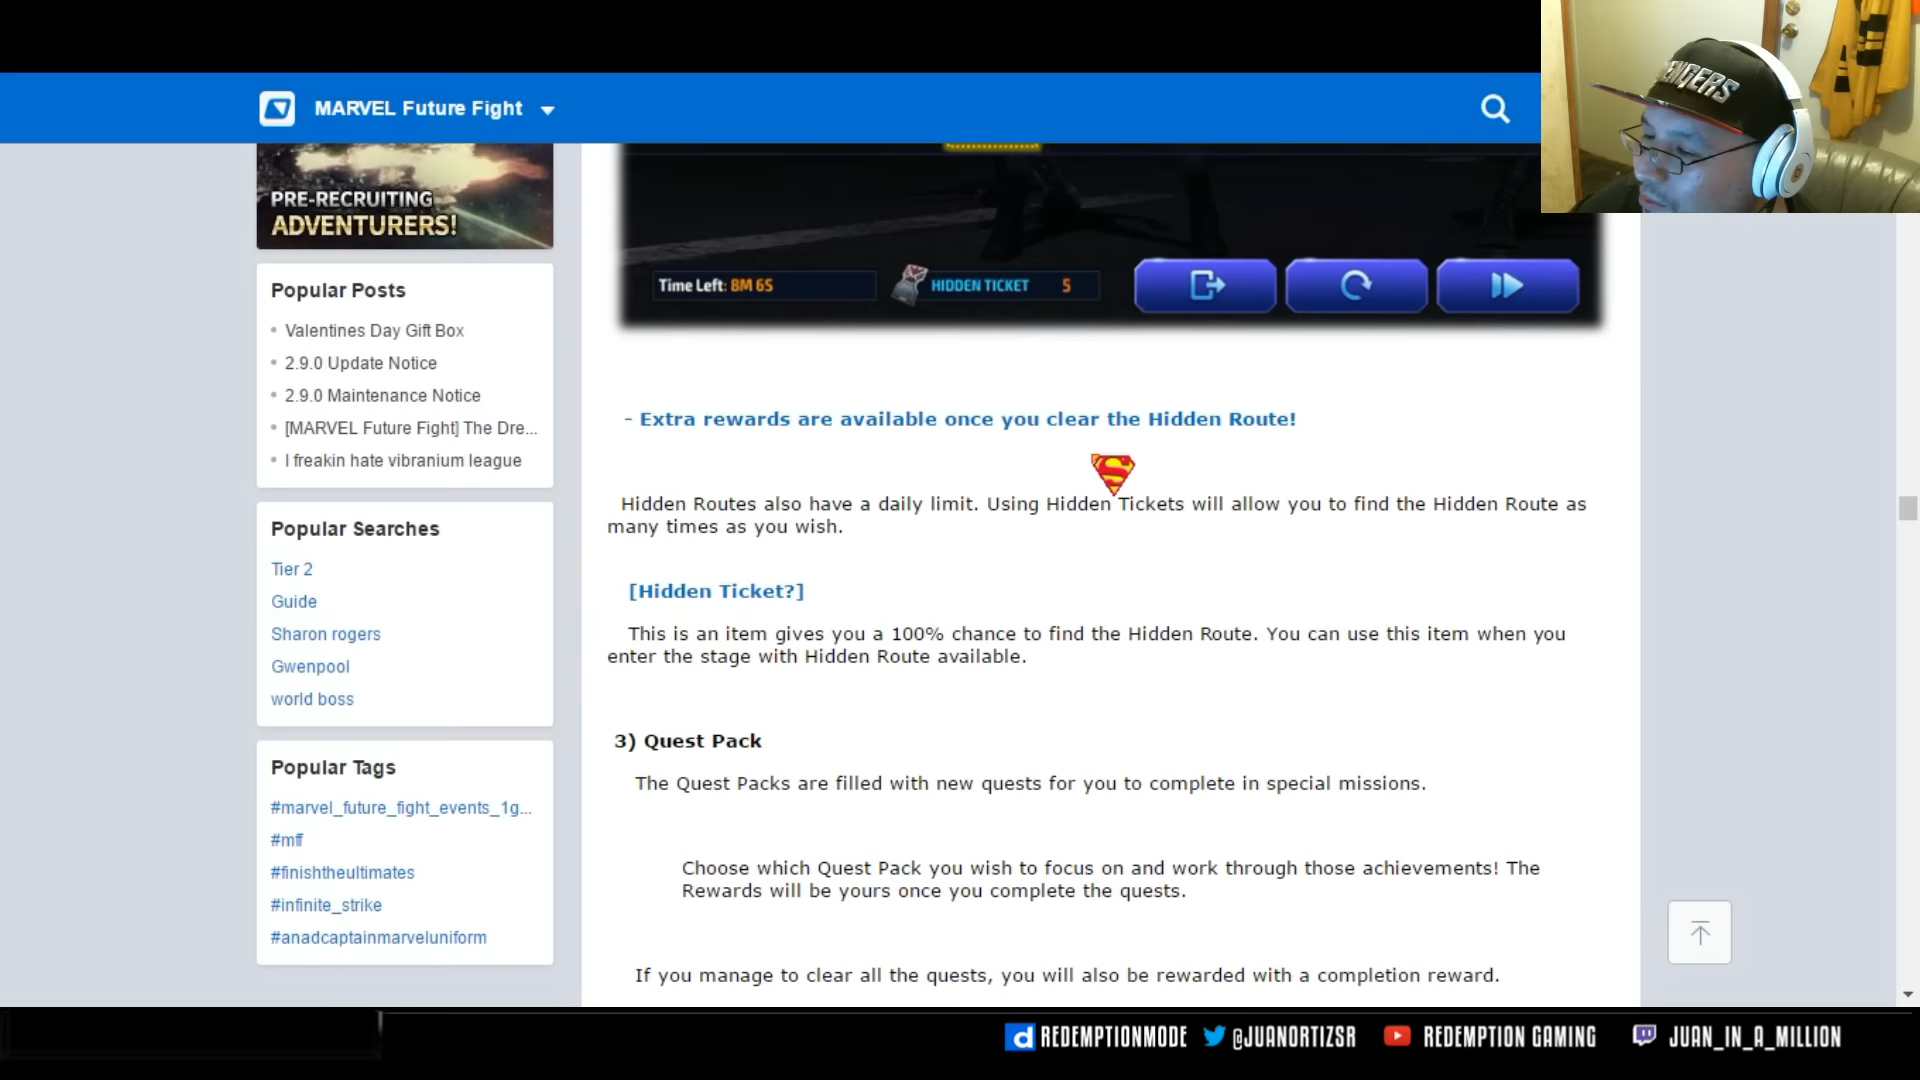 MARVEL Future Fight
PRE-RECRUITING
ADVENTURERS!
Popular Posts
Valentines Day Gift Box
2.9.0 Update Notice
2.9.0 Maintenance Notice
[MARVEL Future Fight] The Dre...
I freakin hate vibranium league
Popular Searches
Tier 2
Guide
Sharon rogers
Gwenpool
world boss
Popular Tags
#marvel_future_fight_events_1g...
#mff
#finishtheultimates
#infinite_strike
#anadcaptainmarveluniform
Time Left: 8M 6S
HIDDEN TICKET 5
- Extra rewards are available once you clear the Hidden Route!
Hidden Routes also have a daily limit. Using Hidden Tickets will allow you to find the Hidden Route as
many times as you wish.
[Hidden Ticket?]
This is an item gives you a 100% chance to find the Hidden Route. You can use this item when you
enter the stage with Hidden Route available.
3) Quest Pack
The Quest Packs are filled with new quests for you to complete in special missions.
Choose which Quest Pack you wish to focus on and work through those achievements! The
Rewards will be yours once you complete the quests.
If you manage to clear all the quests, you will also be rewarded with a completion reward.
d REDEMPTIONMODE @JUANORTIZSR REDEMPTION GAMING JUAN_IN_A_MILLION